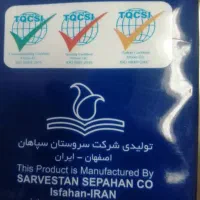 TQCSI TQCSI TQCSI
تولیدی شرکت سروستان سپاهان
اصفهان - ایران
This Product is Manufactured By
SARVESTAN SEPAHAN CO
Isfahan-IRAN